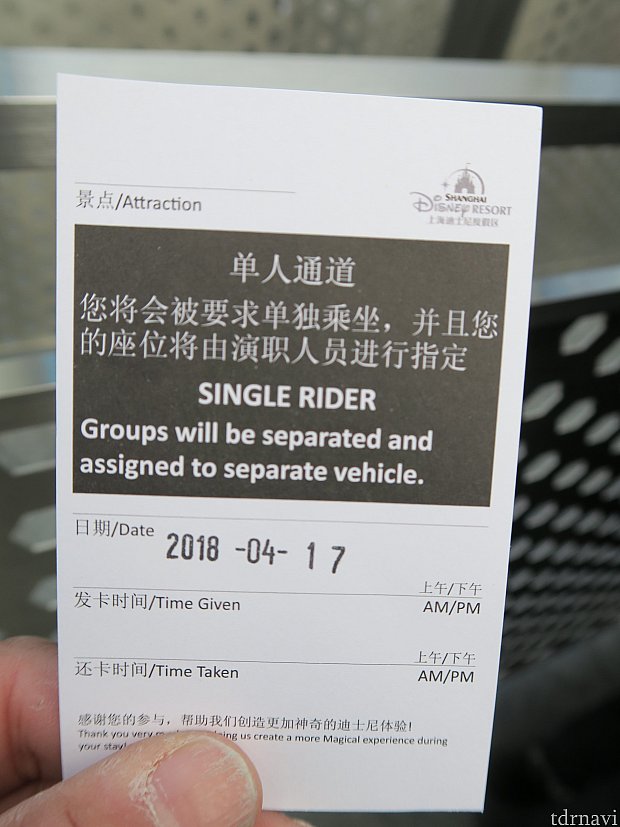 景点/Attraction
SHANGHAI
DISNEY RESORT
上海迪士尼度假区
单人通道
您将会被要求单独乘坐，并且您
的座位将由演职人员进行指定
SINGLE RIDER
Groups will be separated and
assigned to separate vehicle.
日期/Date 2018 -04- 17
上午/下午
发卡时间/Time Given AM/PM
上午/下午
还卡时间/Time Taken AM/PM
感谢您的参与，帮助我们创造更加神奇的迪士尼体验!
Thank you very us create a more Magical experience during
your stay!
tdrnavi